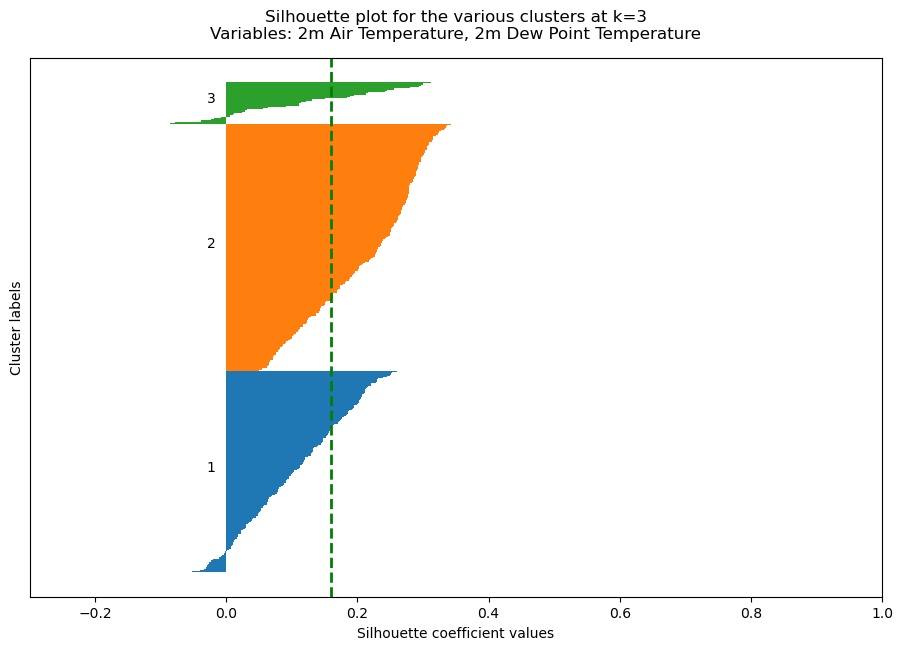 Silhouette plot for the various clusters at k=3
Variables: 2m Air Temperature, 2m Dew Point Temperature
3
2
1
Cluster labels
−0.2 0.0 0.2 0.4 0.6 0.8 1.0
Silhouette coefficient values